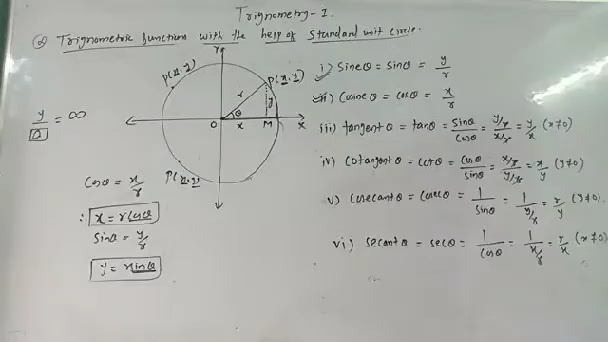 Trignometry-I.
② Trignometric functions with the help of standard unit circle.
Y
P(x,y)
P(x,y)
r
y
θ
O
x
M
X
P(x,y)
y/0 = ∞
cosθ = x/r
∴ x = r cosθ
sinθ = y/r
y = r sinθ
i) Sineθ = Sinθ = y/r
ii) Cosineθ = cosθ = x/r
iii) tangentθ = tanθ = sinθ/cosθ = (y/r)/(x/r) = y/x (x≠0)
iv) Cotangentθ = cotθ = cosθ/sinθ = (x/r)/(y/r) = x/y (y≠0)
v) Cosecantθ = cosecθ = 1/sinθ = 1/(y/r) = r/y (y≠0).
vi) Secantθ = secθ = 1/cosθ = 1/(x/r) = r/x (x≠0)